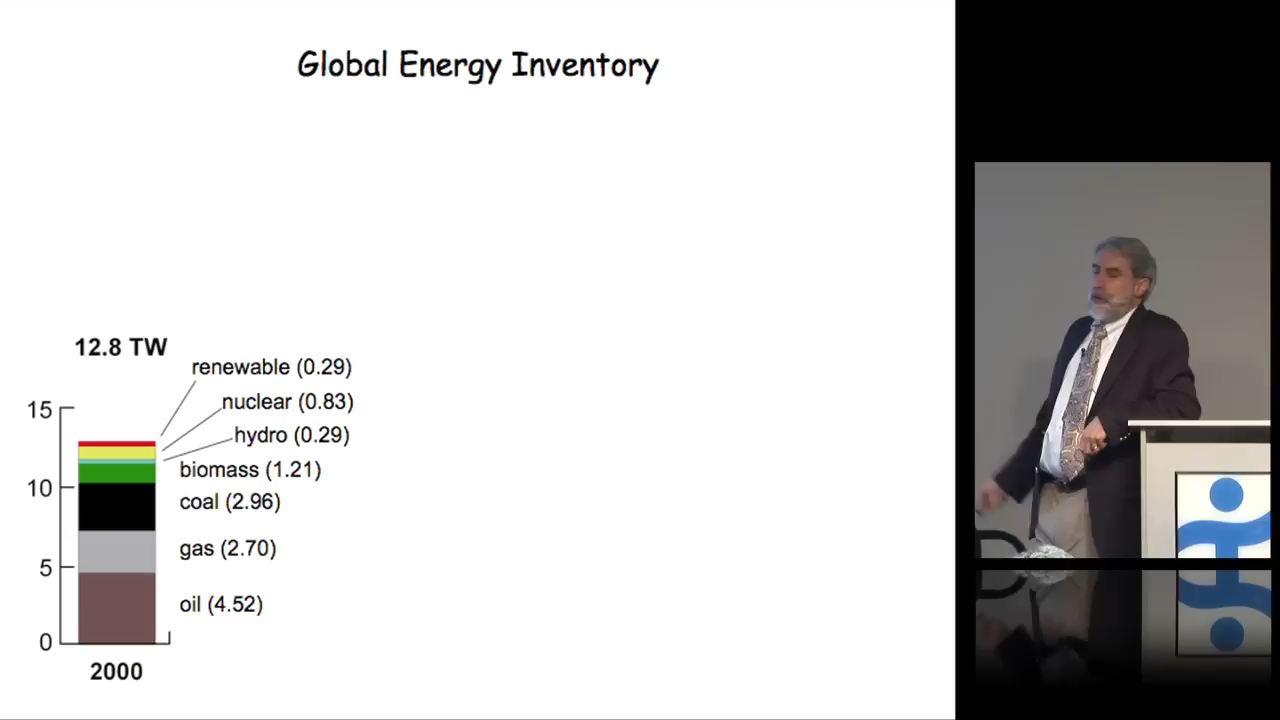 Global Energy Inventory
12.8 TW
renewable (0.29)
nuclear (0.83)
hydro (0.29)
biomass (1.21)
coal (2.96)
gas (2.70)
oil (4.52)
15
10
5
0
2000